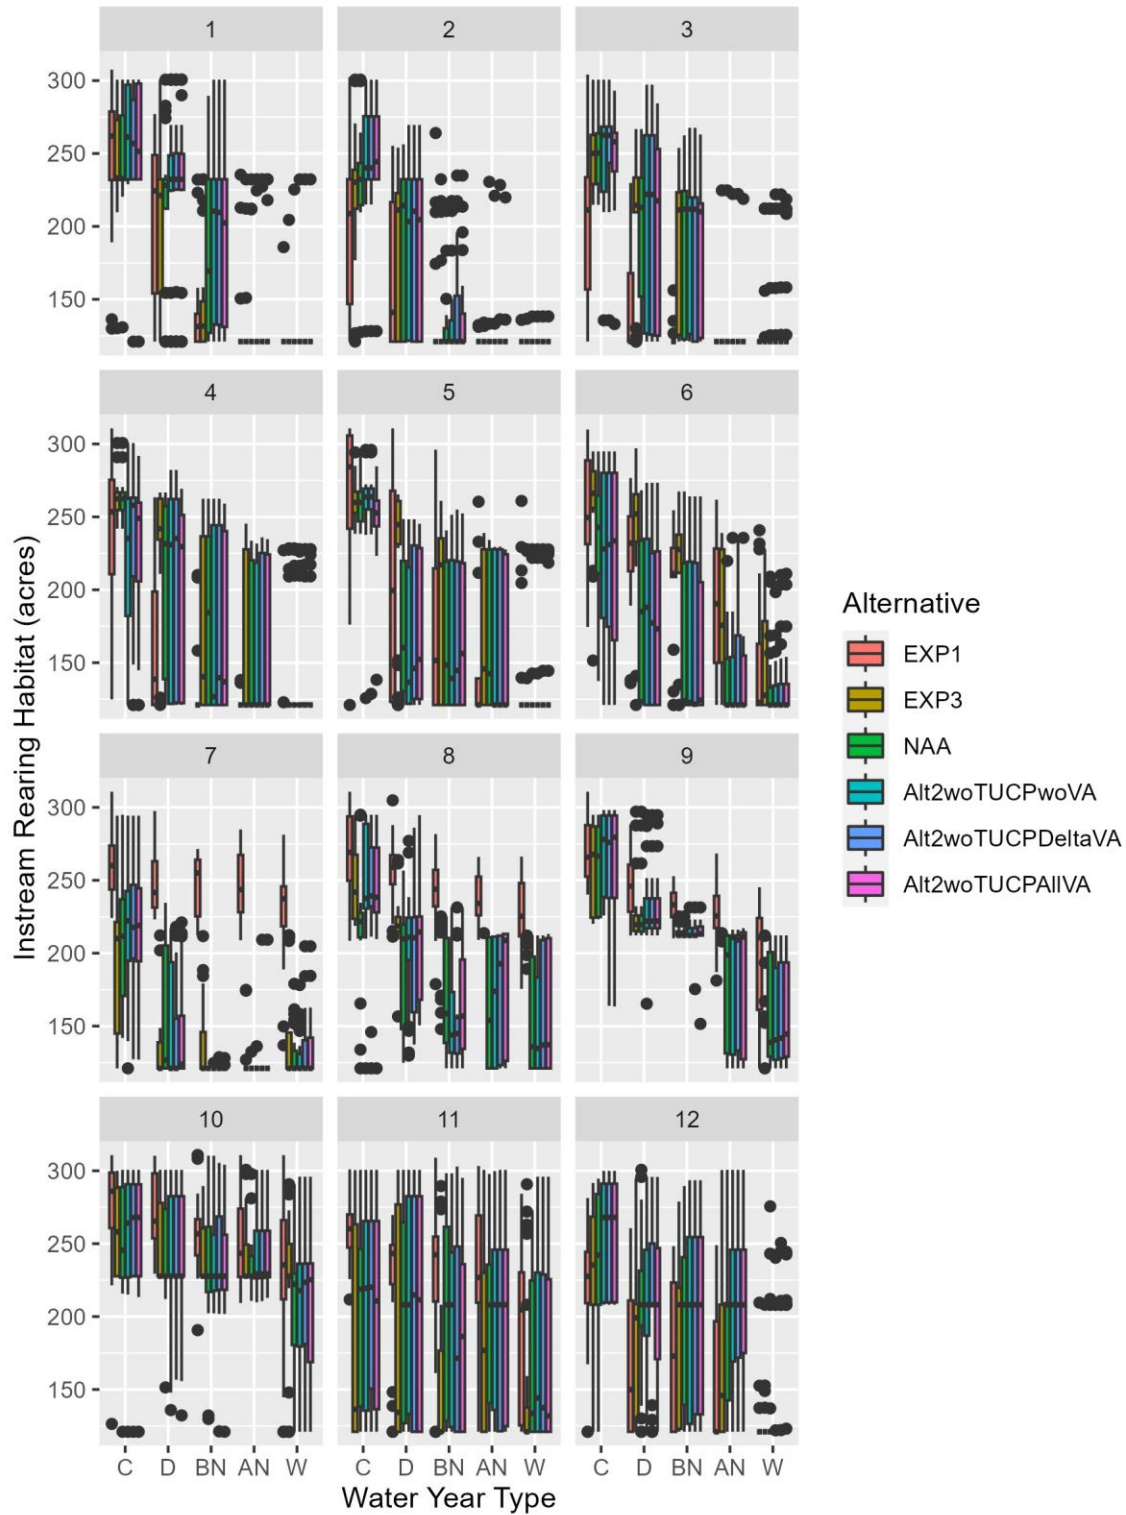 1 2 3
300
250
200
150
4 5 6
300
250
200
150
7 8 9
300
250
200
150
10 11 12
300
250
200
150
C D BN AN W C D BN AN W C D BN AN W
Water Year Type
Instream Rearing Habitat (acres)
Alternative
EXP1
EXP3
NAA
Alt2woTUCPwoVA
Alt2woTUCPDeltaVA
Alt2woTUCPAllVA